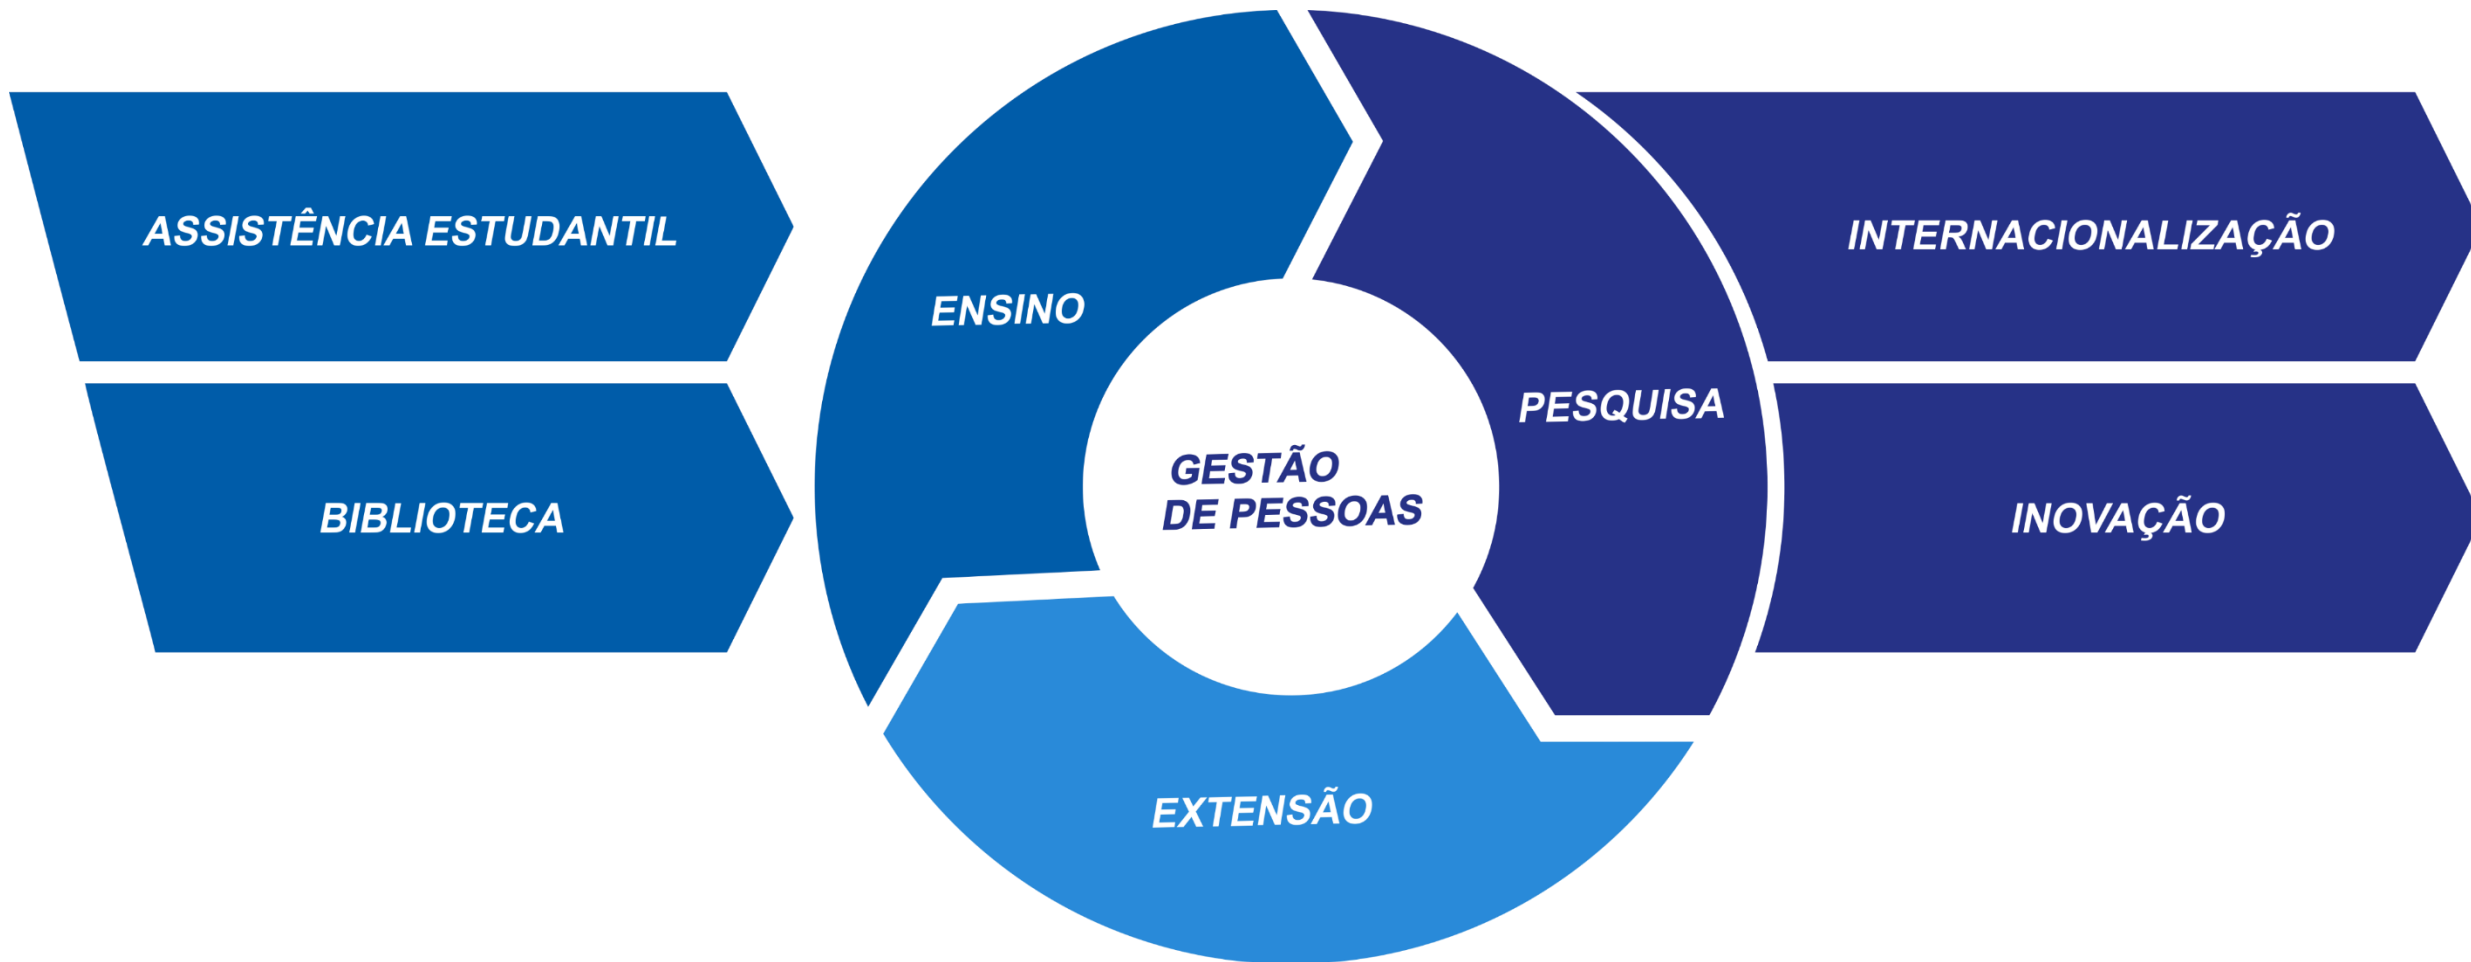 ASSISTÊNCIA ESTUDANTIL
BIBLIOTECA
ENSINO
PESQUISA
GESTÃO
DE PESSOAS
EXTENSÃO
INTERNACIONALIZAÇÃO
INOVAÇÃO